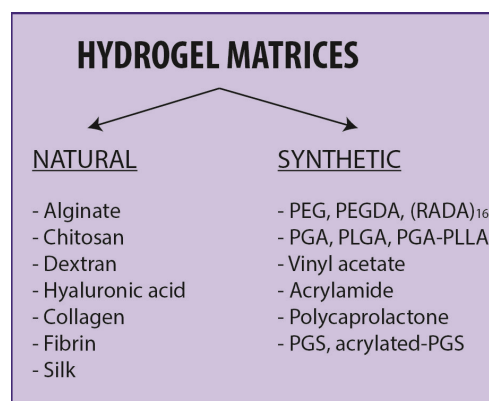 HYDROGEL MATRICES
NATURAL
- Alginate
- Chitosan
- Dextran
- Hyaluronic acid
- Collagen
- Fibrin
- Silk
SYNTHETIC
- PEG, PEGDA, (RADA)16
- PGA, PLGA, PGA-PLLA
- Vinyl acetate
- Acrylamide
- Polycaprolactone
- PGS, acrylated-PGS